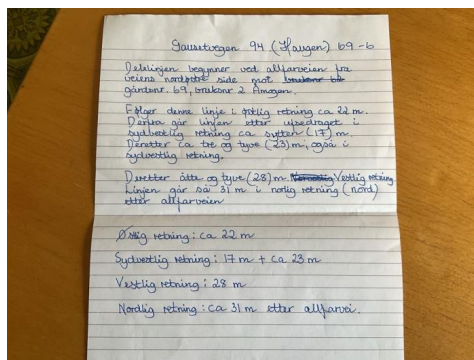 Gausetvegen 94 (Haugen) 69-6
Delelinjen begynner ved allfarveien fra
veiens nordøstre side mot
gårdsnr. 69, bruksnr 2 Amogen.
Følger denne linje i østlig retning ca 22 m.
Derifra går linjen etter
sydvestlig retning ca sytten (17) m.
Deretter ca tre og tyve (23) m, også i
sydvestlig retning.
Deretter åtte og tyve (28) m. Vestlig retning
Linjen går så 31 m i nordlig retning (nord)
etter allfarveien
Østlig retning: ca 22 m
Sydvestlig retning: 17 m + ca 23 m
Vestlig retning: 28 m
Nordlig retning: ca 31 m etter allfarvei.